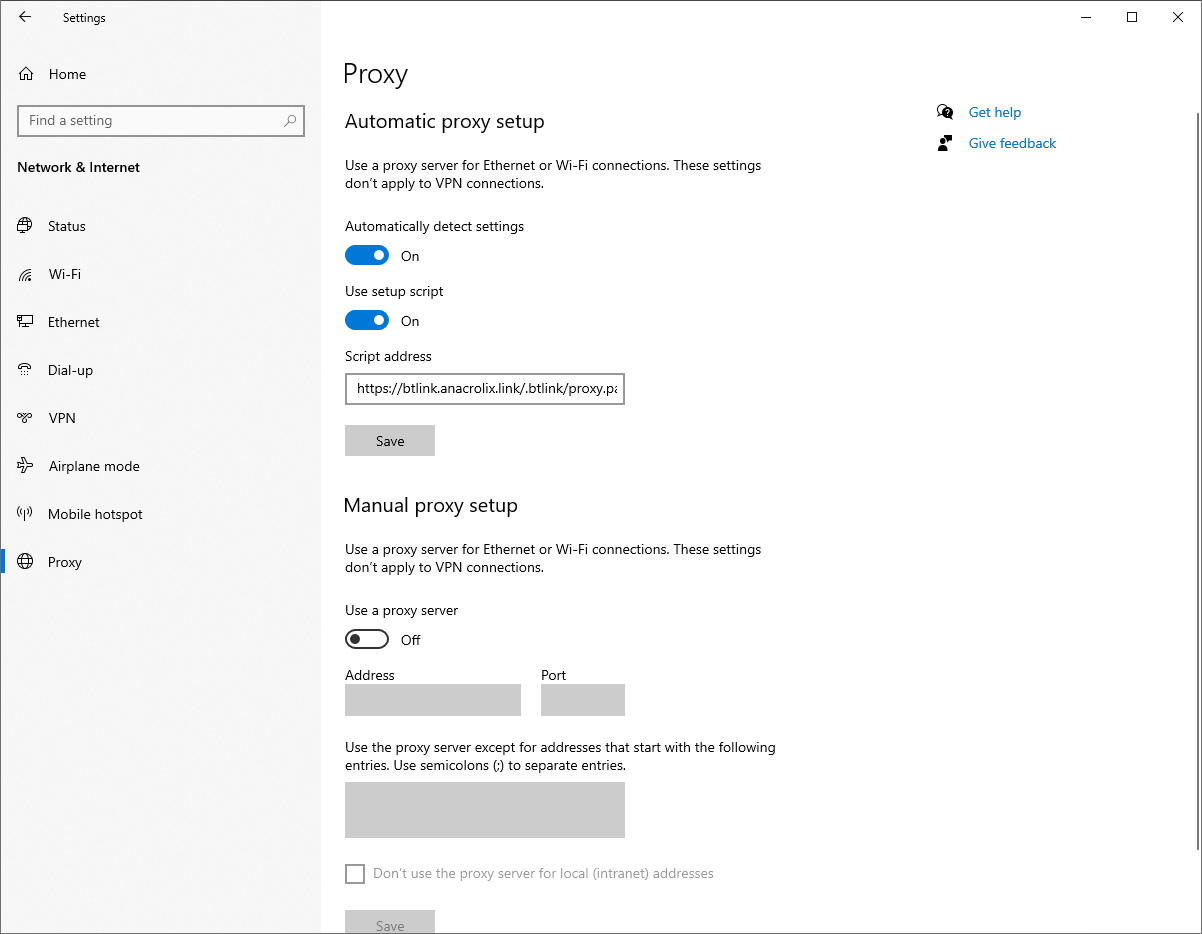 Settings
Home
Find a setting
Network & Internet
Status
Wi-Fi
Ethernet
Dial-up
VPN
Airplane mode
Mobile hotspot
Proxy
Proxy
Automatic proxy setup
Use a proxy server for Ethernet or Wi-Fi connections. These settings
don't apply to VPN connections.
Automatically detect settings
On
Use setup script
On
Script address
https://btlink.anacrolix.link/.btlink/proxy.pa
Save
Manual proxy setup
Use a proxy server for Ethernet or Wi-Fi connections. These settings
don't apply to VPN connections.
Use a proxy server
Off
Address Port
Use the proxy server except for addresses that start with the following
entries. Use semicolons (;) to separate entries.
Don't use the proxy server for local (intranet) addresses
Save
Get help
Give feedback